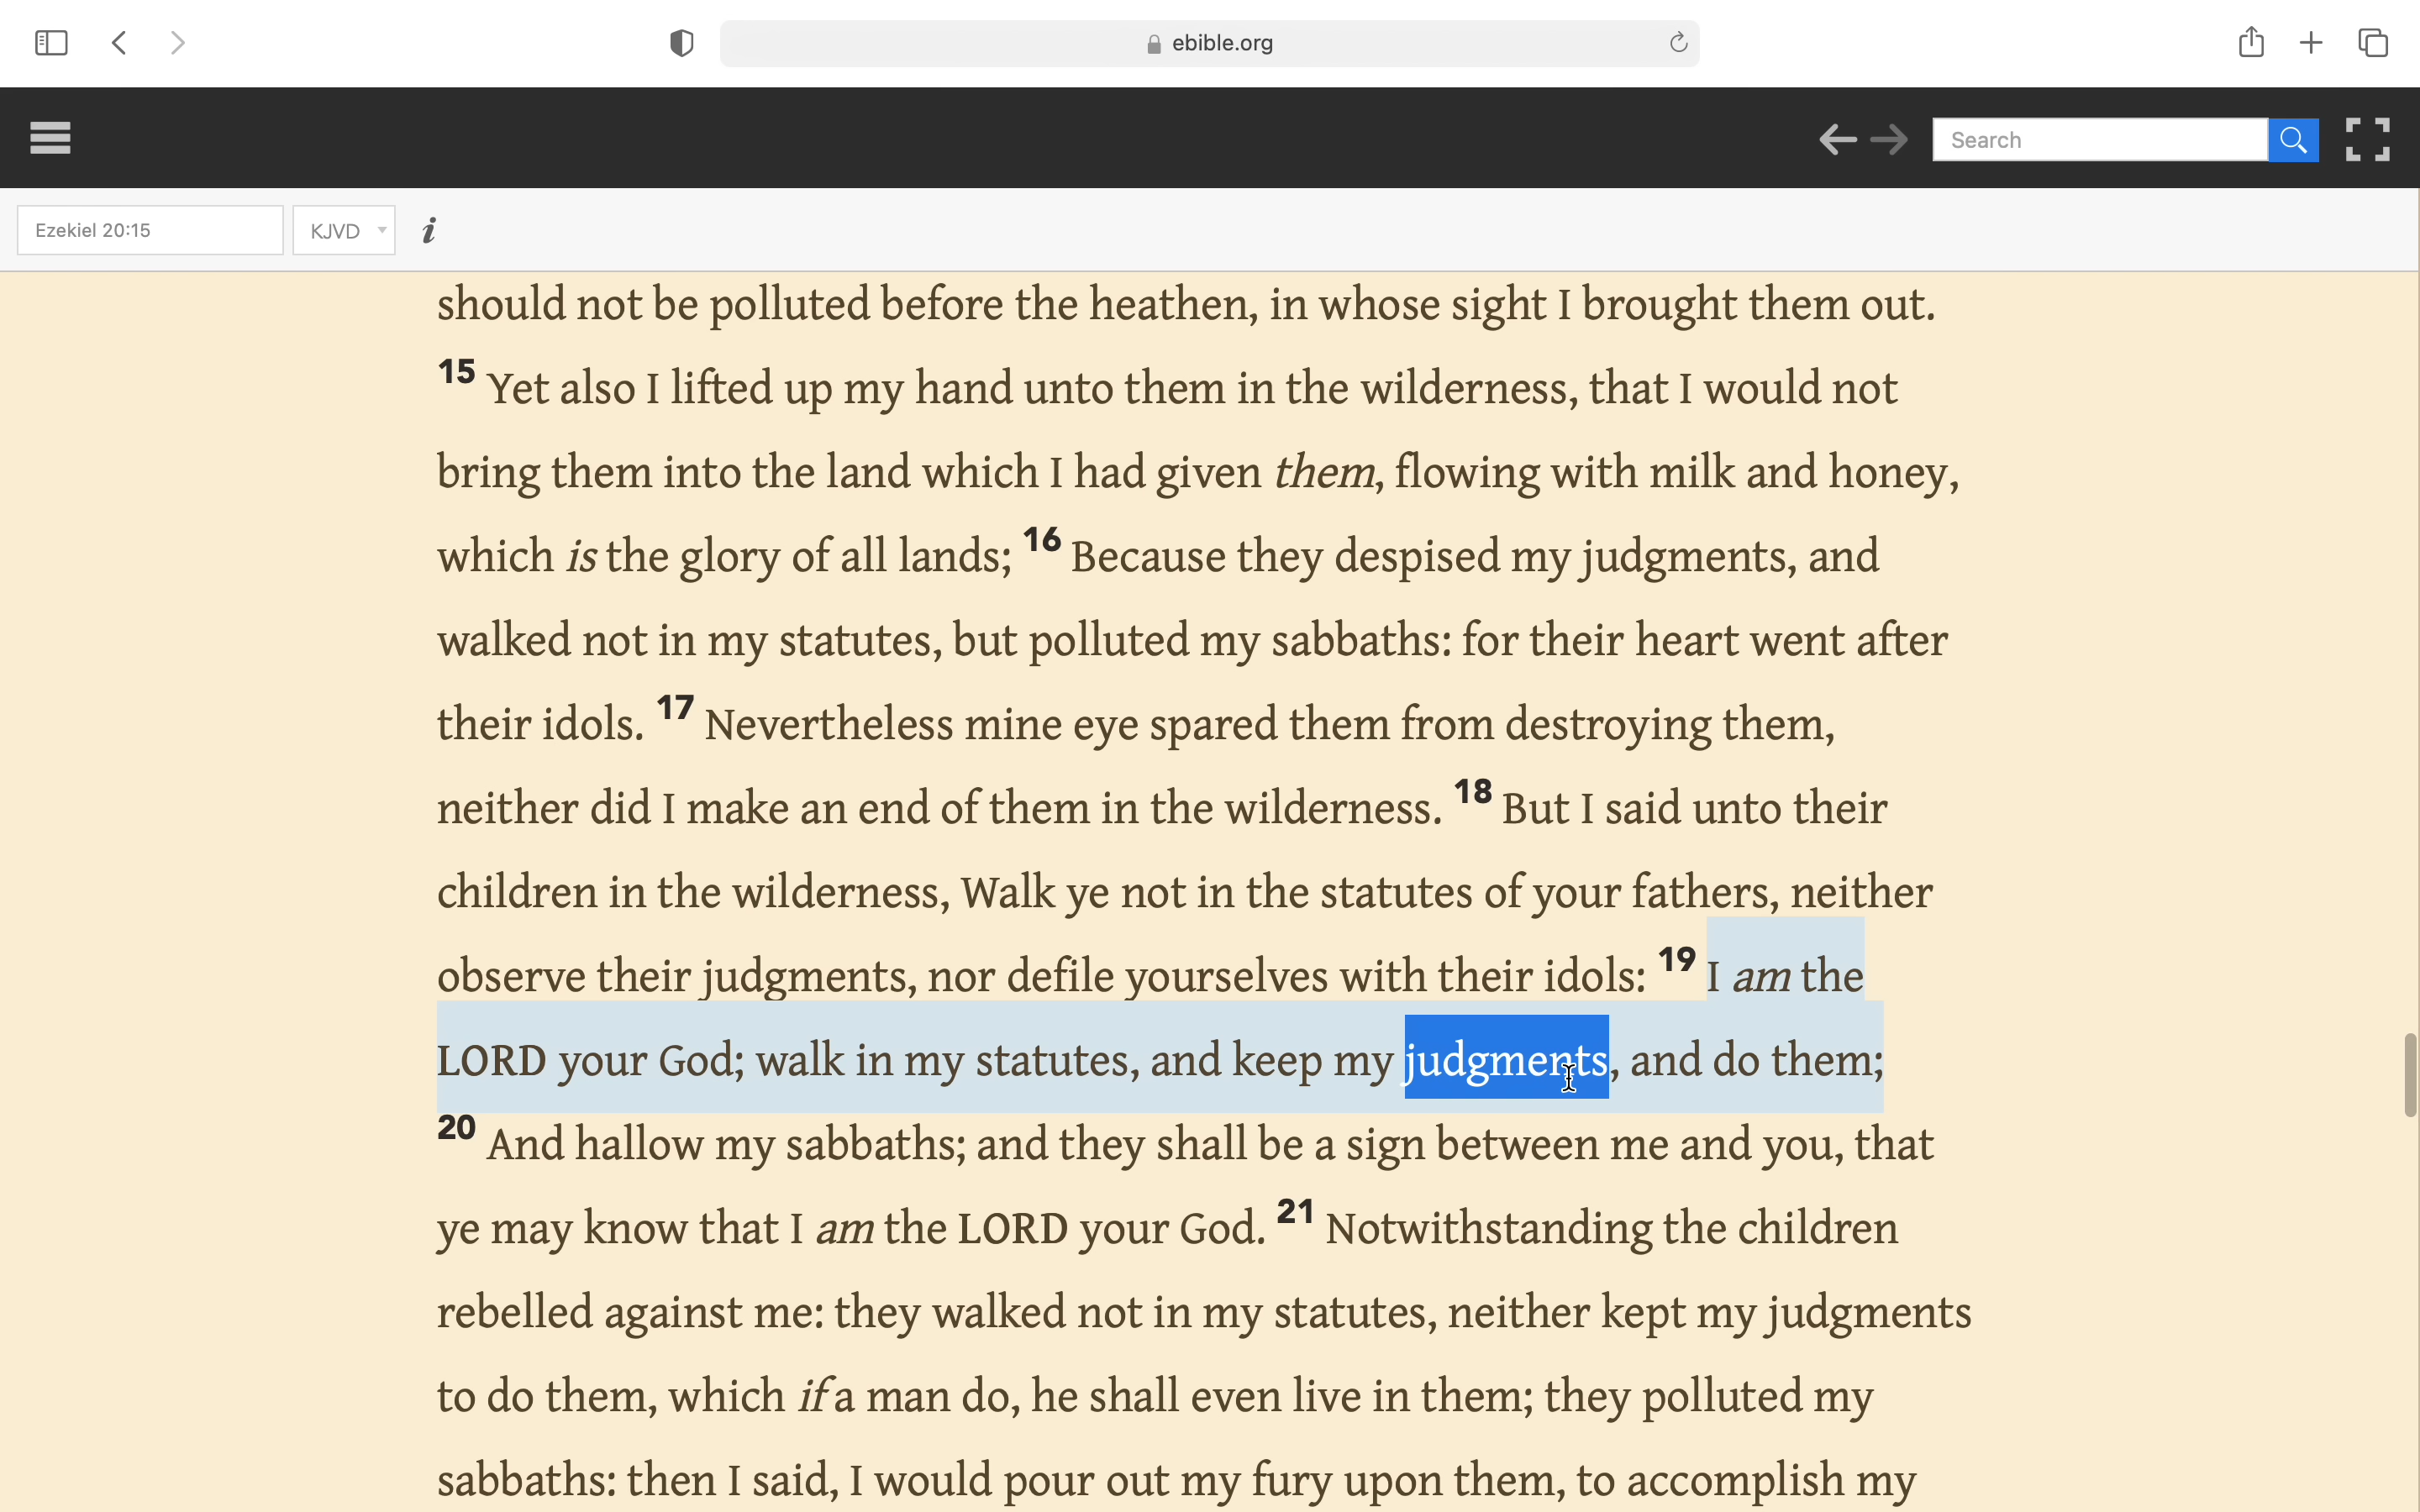 ebible.org
Search
Ezekiel 20:15 KJVD i
should not be polluted before the heathen, in whose sight I brought them out.
15 Yet also I lifted up my hand unto them in the wilderness, that I would not
bring them into the land which I had given them, flowing with milk and honey,
which is the glory of all lands; 16 Because they despised my judgments, and
walked not in my statutes, but polluted my sabbaths: for their heart went after
their idols. 17 Nevertheless mine eye spared them from destroying them,
neither did I make an end of them in the wilderness. 18 But I said unto their
children in the wilderness, Walk ye not in the statutes of your fathers, neither
observe their judgments, nor defile yourselves with their idols: 19 I am the
LORD your God; walk in my statutes, and keep my judgments, and do them;
20 And hallow my sabbaths; and they shall be a sign between me and you, that
ye may know that I am the LORD your God. 21 Notwithstanding the children
rebelled against me: they walked not in my statutes, neither kept my judgments
to do them, which if a man do, he shall even live in them; they polluted my
sabbaths: then I said, I would pour out my fury upon them, to accomplish my